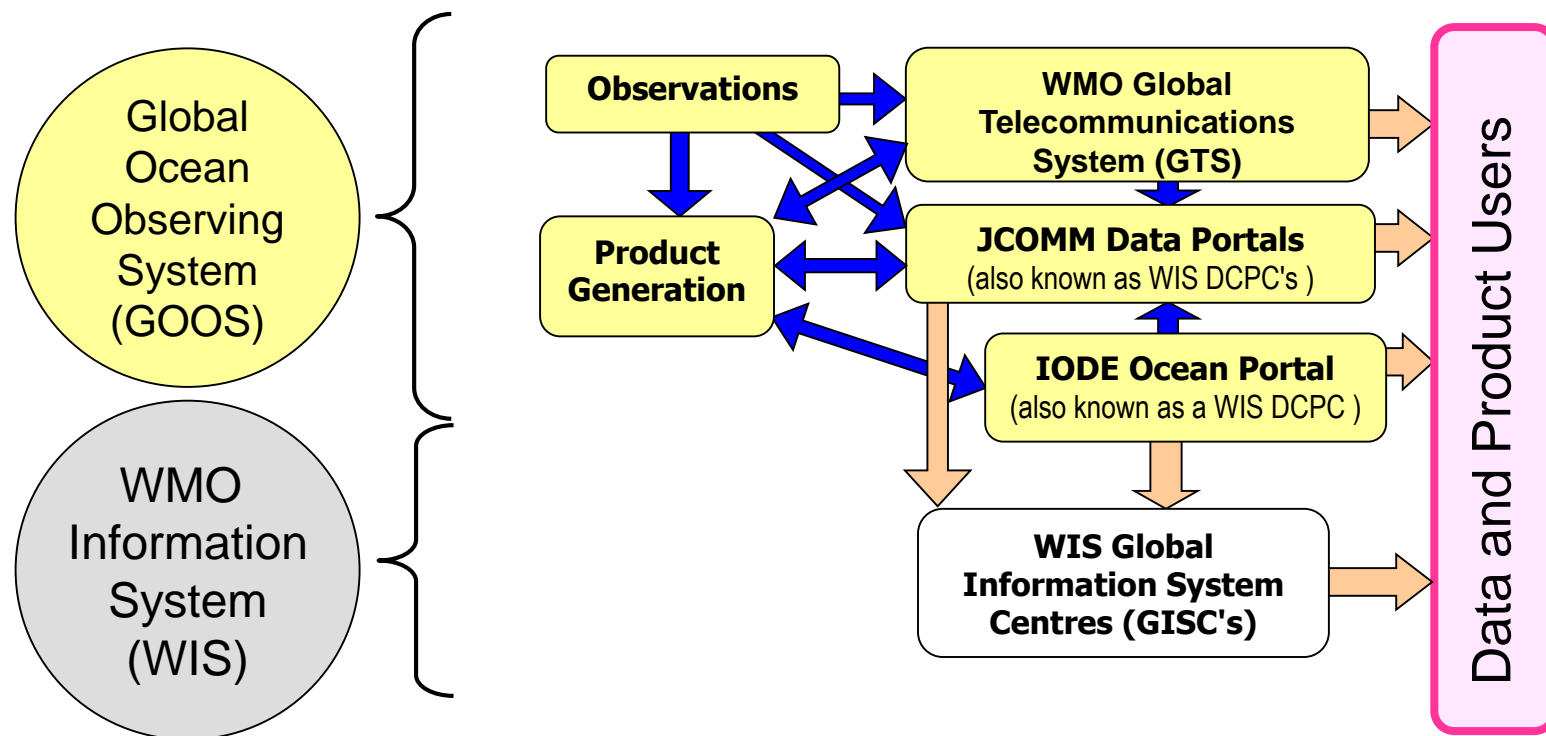 Global
Ocean
Observing
System
(GOOS)
WMO
Information
System
(WIS)
Observations
Product
Generation
WMO Global
Telecommunications
System (GTS)
JCOMM Data Portals
(also known as WIS DCPC's )
IODE Ocean Portal
(also known as a WIS DCPC )
WIS Global
Information System
Centres (GISC's)
Data and Product Users